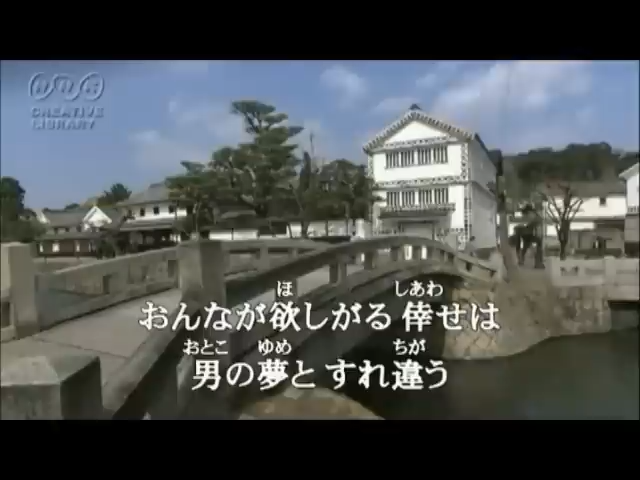 NHK
CREATIVE
LIBRARY
ほ しあわ
おんなが欲しがる 倖せは
おとこ ゆめ ちが
男の夢と すれ違う